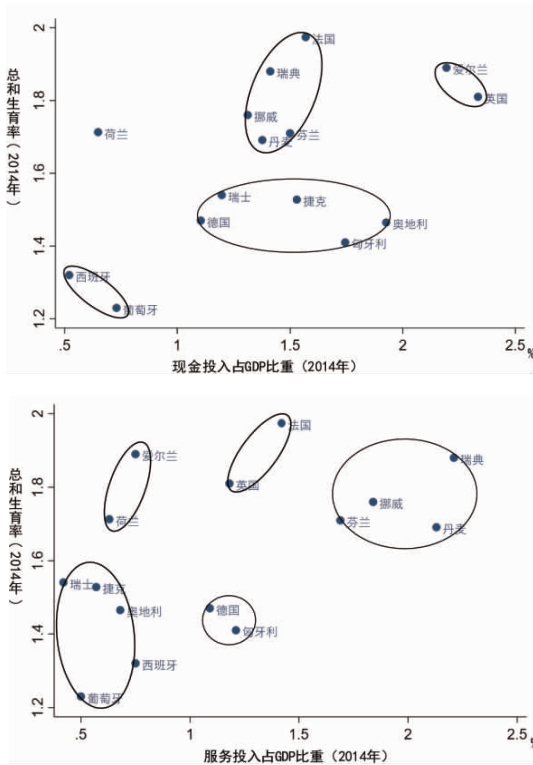 总和生育率（2014年）
2
1.8
1.6
1.4
1.2
法国
瑞典
爱尔兰
英国
挪威
荷兰
丹麦
芬兰
瑞士
捷克
德国
奥地利
匈牙利
西班牙
葡萄牙
.5
1
1.5
2
2.5
%
现金投入占GDP比重（2014年）
总和生育率（2014年）
2
1.8
1.6
1.4
1.2
法国
爱尔兰
瑞典
英国
挪威
荷兰
芬兰
丹麦
瑞士
捷克
奥地利
德国
匈牙利
西班牙
葡萄牙
.5
1
1.5
2
2.5
%
服务投入占GDP比重（2014年）